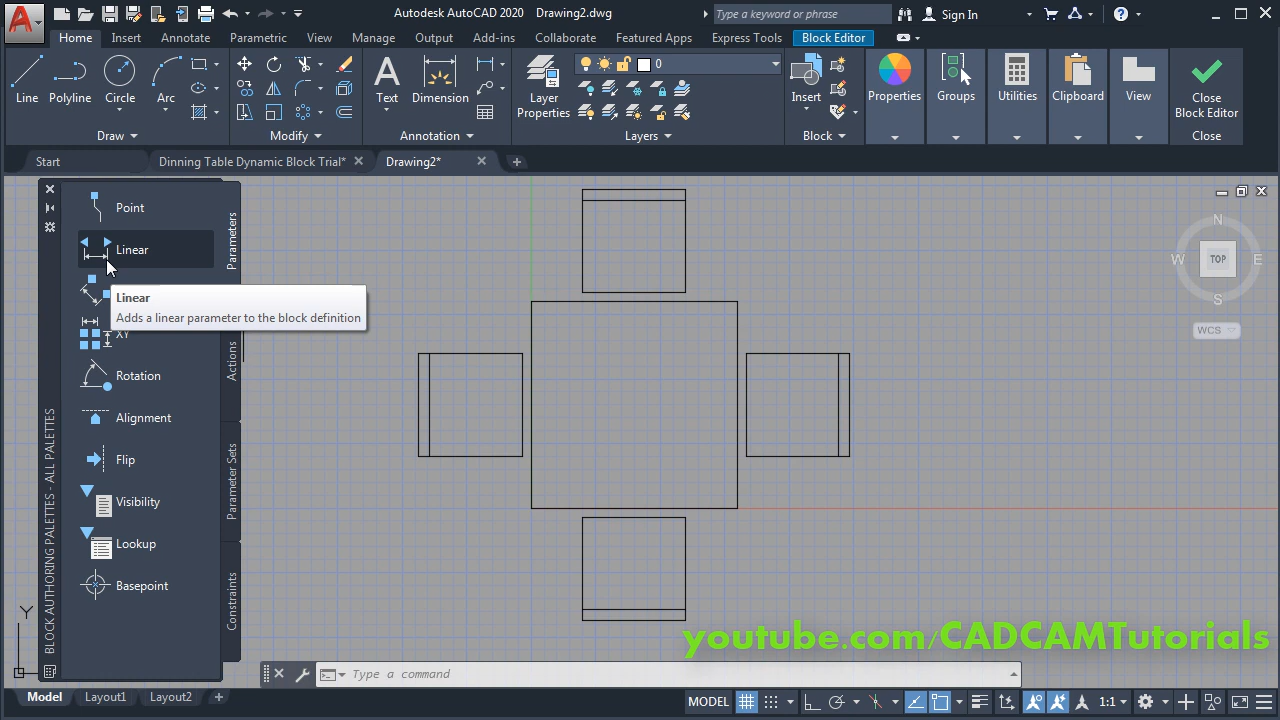 Autodesk AutoCAD 2020 Drawing2.dwg
Type a keyword or phrase
Sign In
Home Insert Annotate Parametric View Manage Output Add-ins Collaborate Featured Apps Express Tools Block Editor
Line Polyline Circle Arc
Text Dimension
Layer
Properties
0
Insert
Properties Groups Utilities Clipboard View
Close
Block Editor
Draw Modify Annotation Layers Block Close
Start Dinning Table Dynamic Block Trial* Drawing2*
Point
Linear
Linear
Adds a linear parameter to the block definition
XY
Rotation
Alignment
Flip
Visibility
Lookup
Basepoint
Parameters
Actions
Parameter Sets
Constraints
BLOCK AUTHORING PALETTES - ALL PALETTES
N
W TOP E
S
WCS
Y
youtube.com/CADCAMTutorials
Type a command
Model Layout1 Layout2
MODEL 1:1